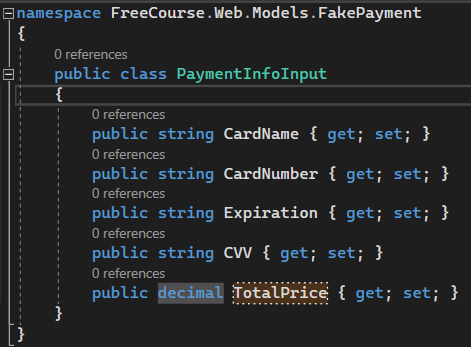 namespace FreeCourse.Web.Models.FakePayment
{
0 references
public class PaymentInfoInput
{
0 references
public string CardName { get; set; }
0 references
public string CardNumber { get; set; }
0 references
public string Expiration { get; set; }
0 references
public string CVV { get; set; }
0 references
public decimal TotalPrice { get; set; }
}
}